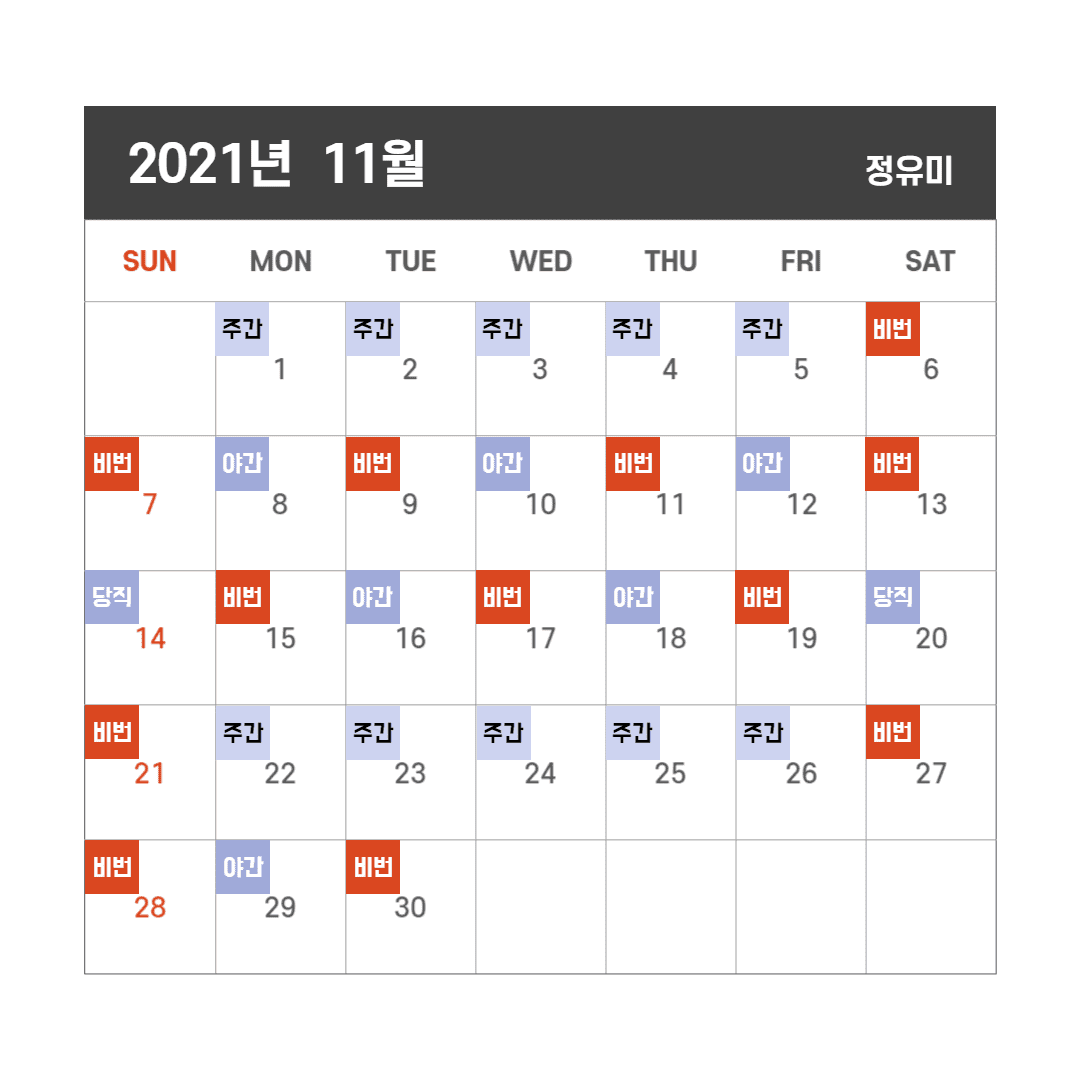 2021년 11월 정유미
SUN MON TUE WED THU FRI SAT
주간 주간 주간 주간 주간 비번
1 2 3 4 5 6
비번 야간 비번 야간 비번 야간 비번
7 8 9 10 11 12 13
당직 비번 야간 비번 야간 비번 당직
14 15 16 17 18 19 20
비번 주간 주간 주간 주간 주간 비번
21 22 23 24 25 26 27
비번 야간 비번
28 29 30